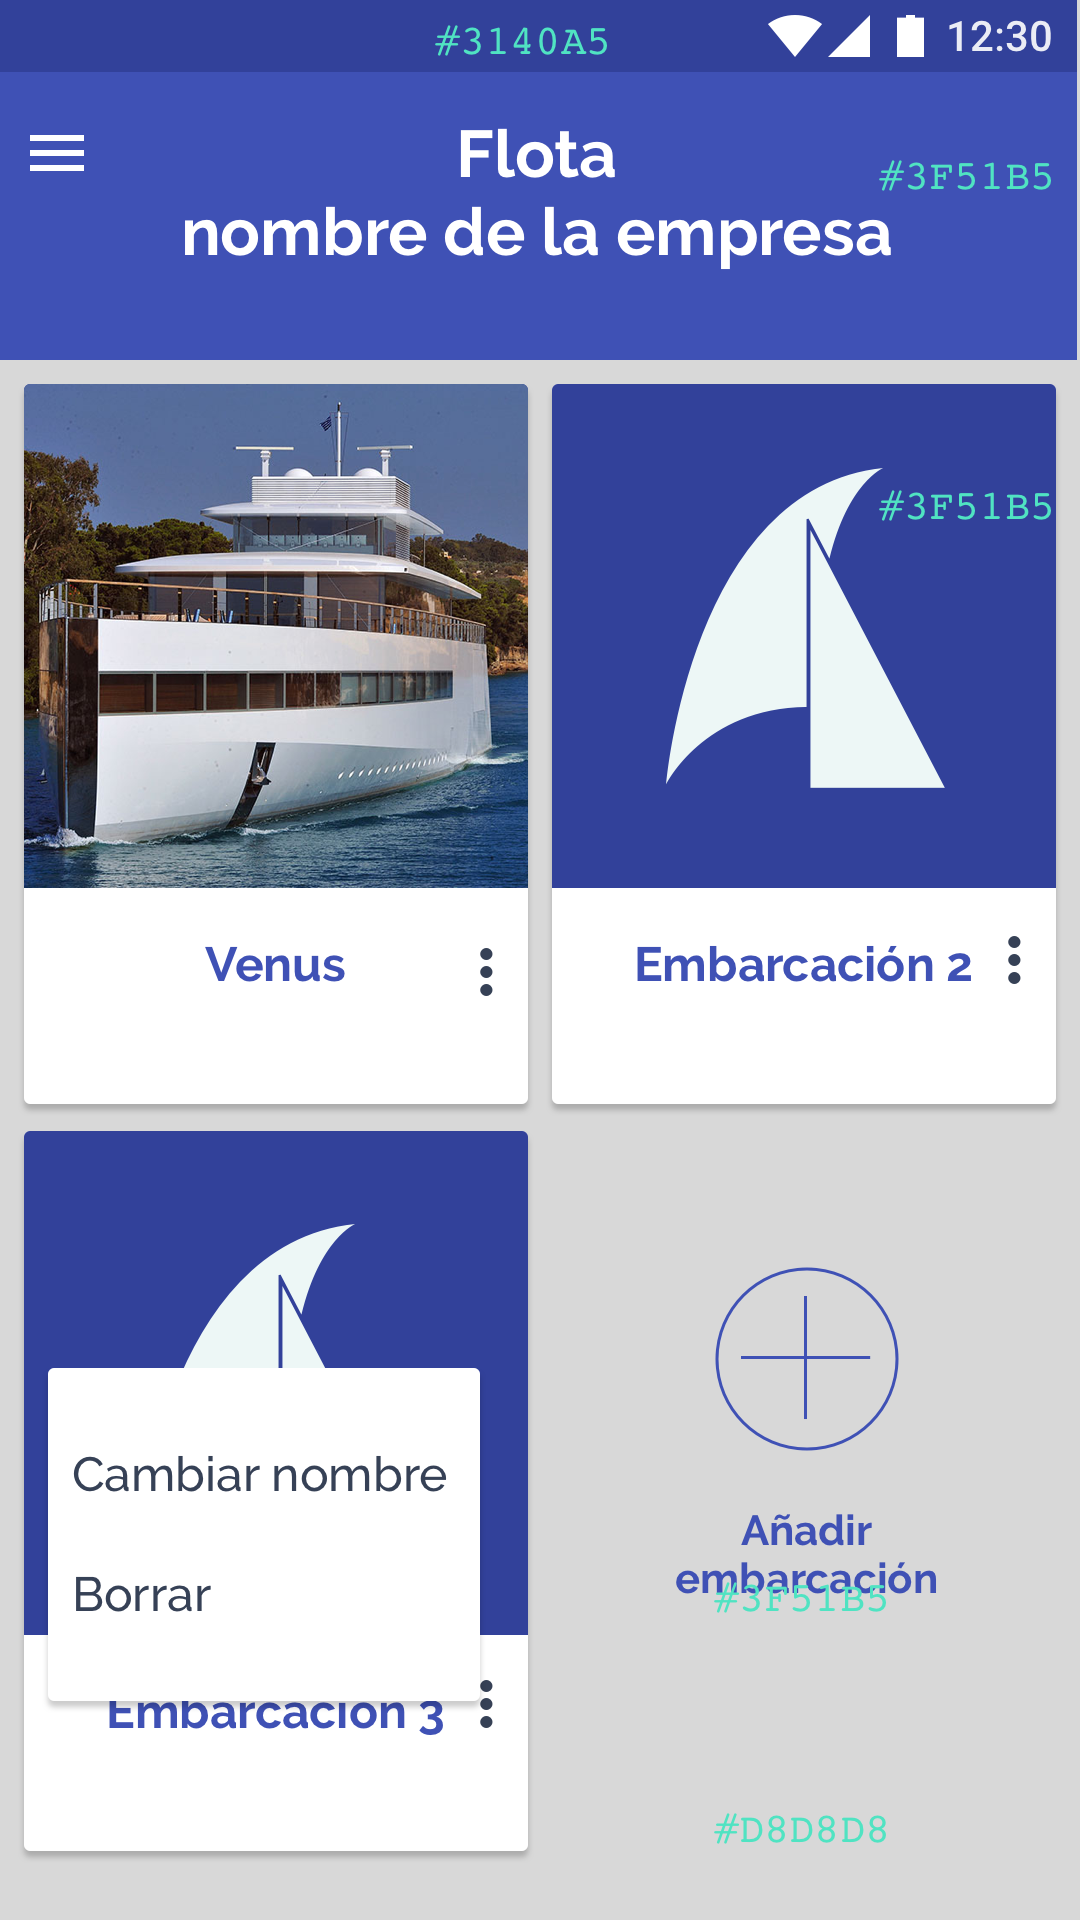 #3140A5
12:30
Flota
nombre de la empresa
#3F51B5
#3F51B5
Venus
Embarcación 2
Cambiar nombre
Borrar
Embarcación 3
Añadir
embarcación
#3F51B5
#D8D8D8